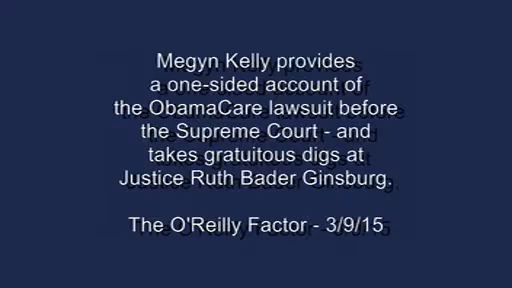 Megyn Kelly provides
a one-sided account of
the ObamaCare lawsuit before
the Supreme Court - and
takes gratuitous digs at
Justice Ruth Bader Ginsburg.
The O'Reilly Factor - 3/9/15